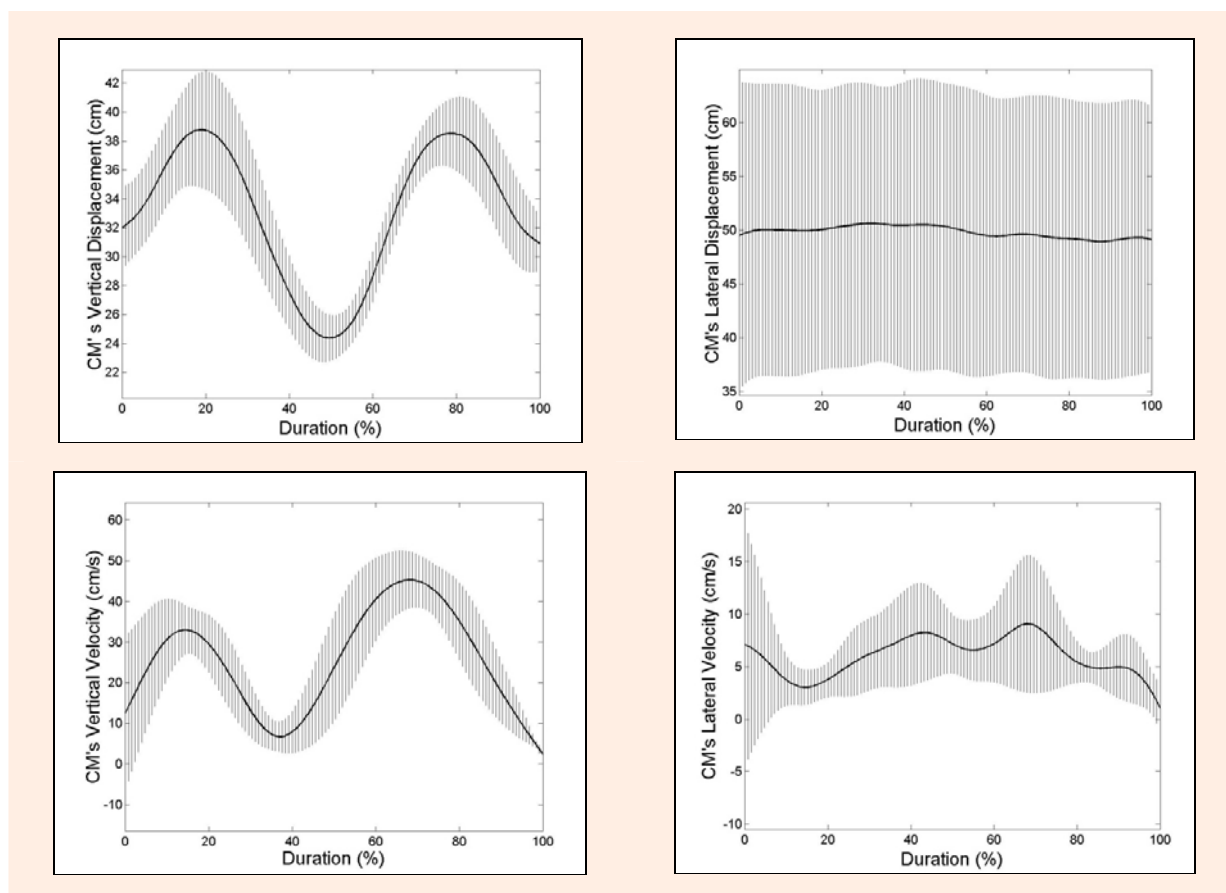 42
40
38
36
34
32
30
28
26
24
22
CM' s Vertical Displacement (cm)
0 20 40 60 80 100
Duration (%)
60
55
50
45
40
35
CM's Lateral Displacement (cm)
0 20 40 60 80 100
Duration (%)
60
50
40
30
20
10
0
-10
CM's Vertical Velocity (cm/s)
0 20 40 60 80 100
Duration (%)
20
15
10
5
0
-5
-10
CM's Lateral Velocity (cm/s)
0 20 40 60 80 100
Duration (%)